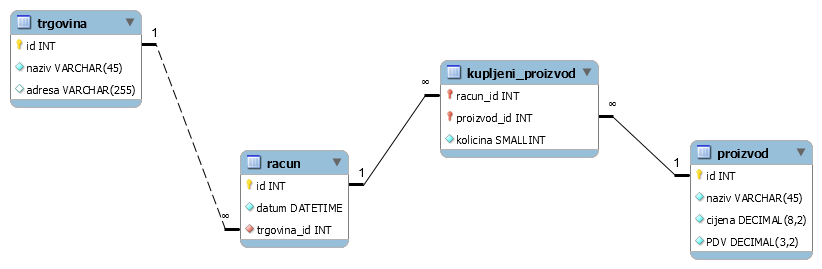 trgovina
id INT
naziv VARCHAR(45)
adresa VARCHAR(255)
1
∞
racun
id INT
datum DATETIME
trgovina_id INT
1
∞
kupljeni_proizvod
racun_id INT
proizvod_id INT
kolicina SMALLINT
∞
1
proizvod
id INT
naziv VARCHAR(45)
cijena DECIMAL(8,2)
PDV DECIMAL(3,2)